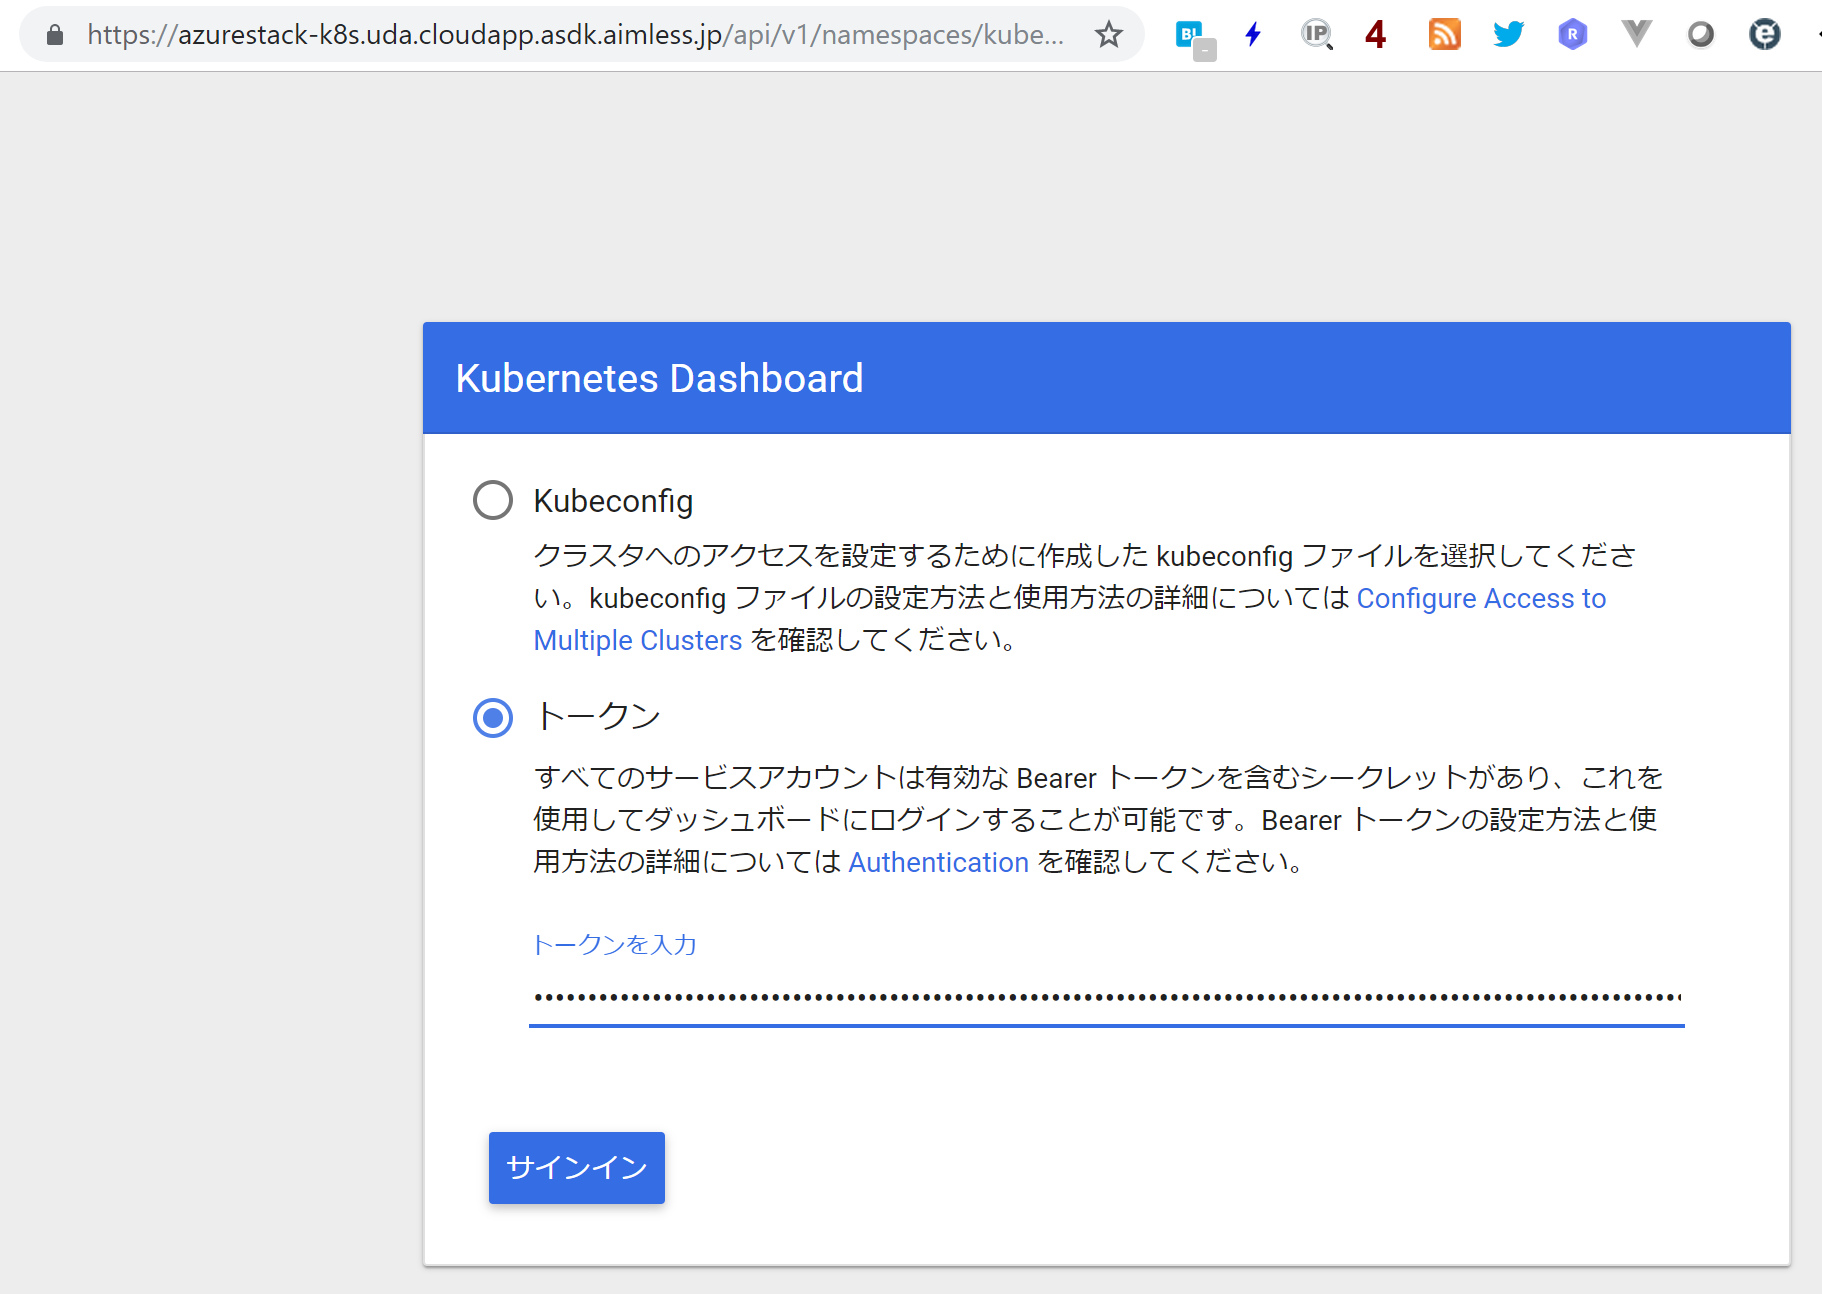 https://azurestack-k8s.uda.cloudapp.asdk.aimless.jp/api/v1/namespaces/kube...
B!
IP
4
R
Kubernetes Dashboard
Kubeconfig
クラスタへのアクセスを設定するために作成した kubeconfig ファイルを選択してくださ
い。kubeconfig ファイルの設定方法と使用方法の詳細については Configure Access to
Multiple Clusters を確認してください。
トークン
すべてのサービスアカウントは有効な Bearer トークンを含むシークレットがあり、これを
使用してダッシュボードにログインすることが可能です。Bearer トークンの設定方法と使
用方法の詳細については Authentication を確認してください。
トークンを入力
サインイン